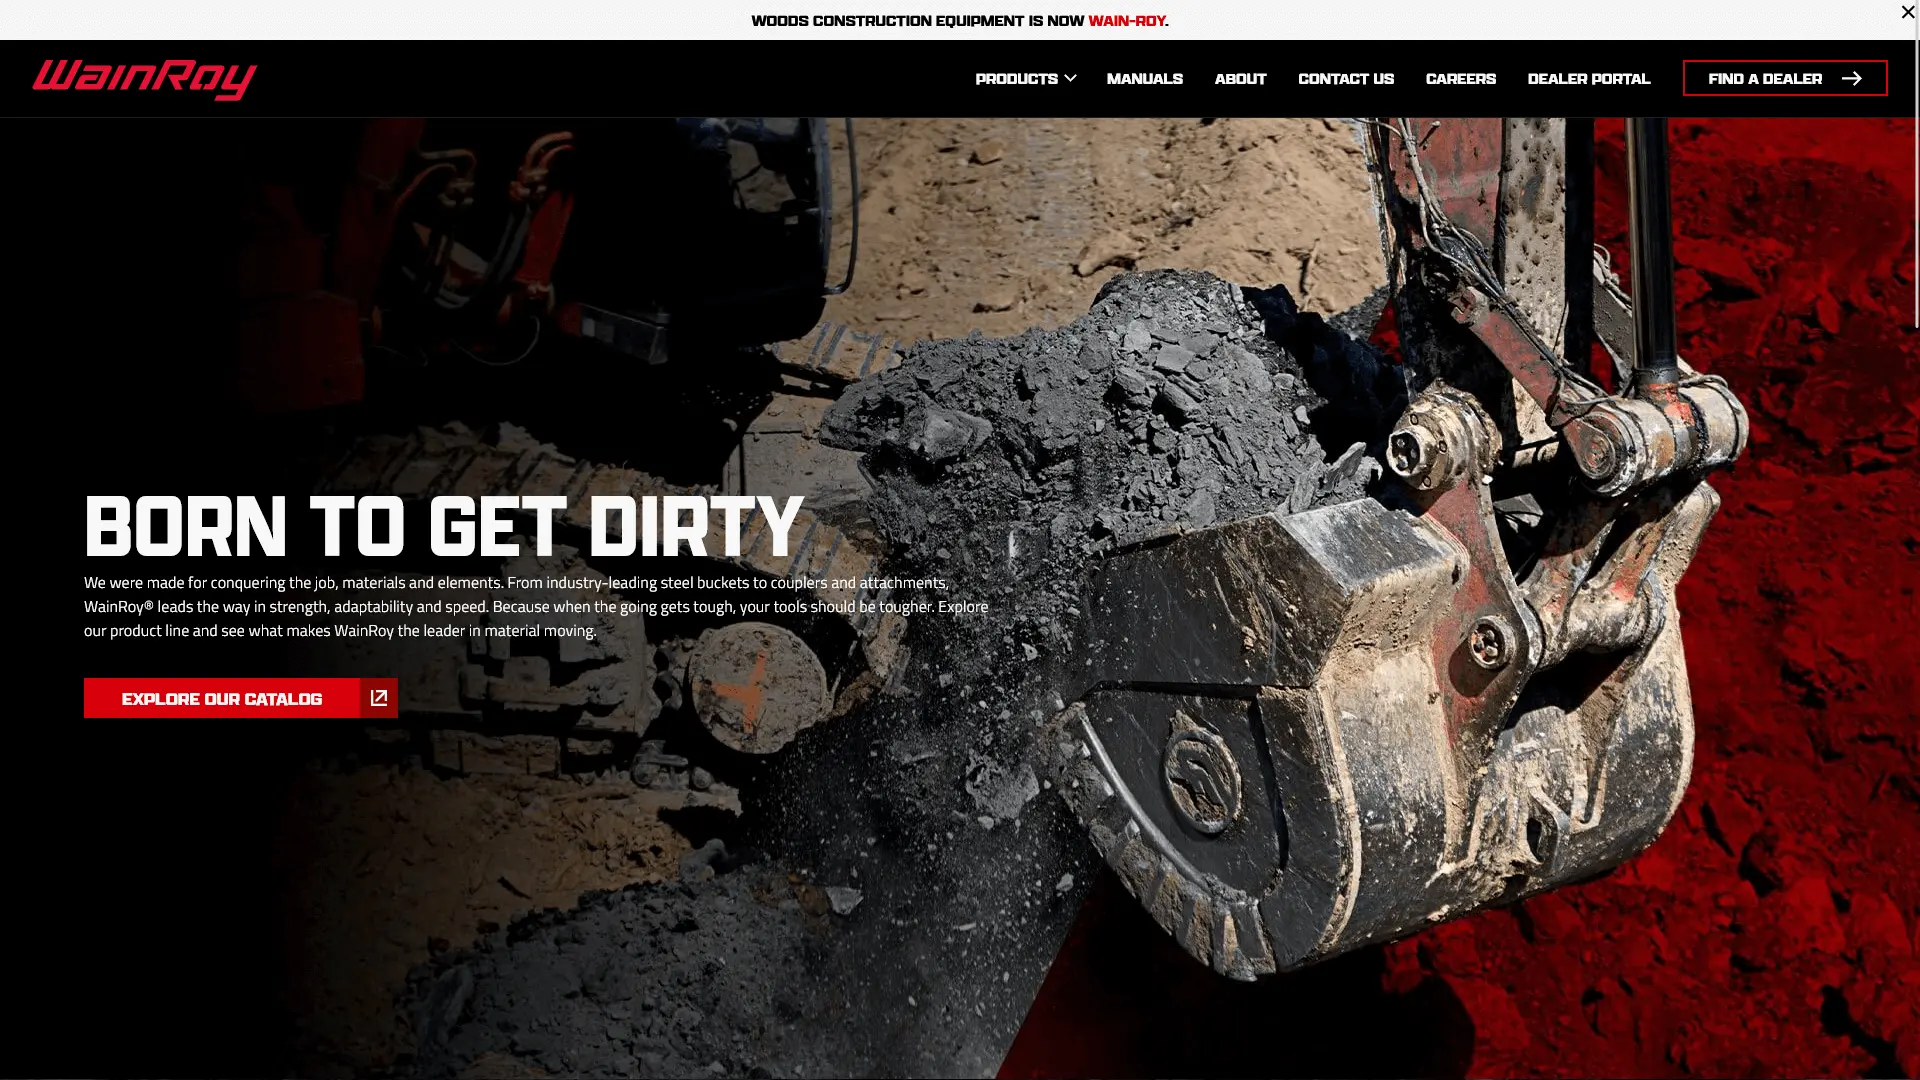 WOODS CONSTRUCTION EQUIPMENT IS NOW WAIN-ROY.
WainRoy
PRODUCTS
MANUALS
ABOUT
CONTACT US
CAREERS
DEALER PORTAL
FIND A DEALER
BORN TO GET DIRTY
We were made for conquering the job, materials and elements. From industry-leading steel buckets to couplers and attachments,
WainRoy® leads the way in strength, adaptability and speed. Because when the going gets tough, your tools should be tougher. Explore
our product line and see what makes WainRoy the leader in material moving.
EXPLORE OUR CATALOG